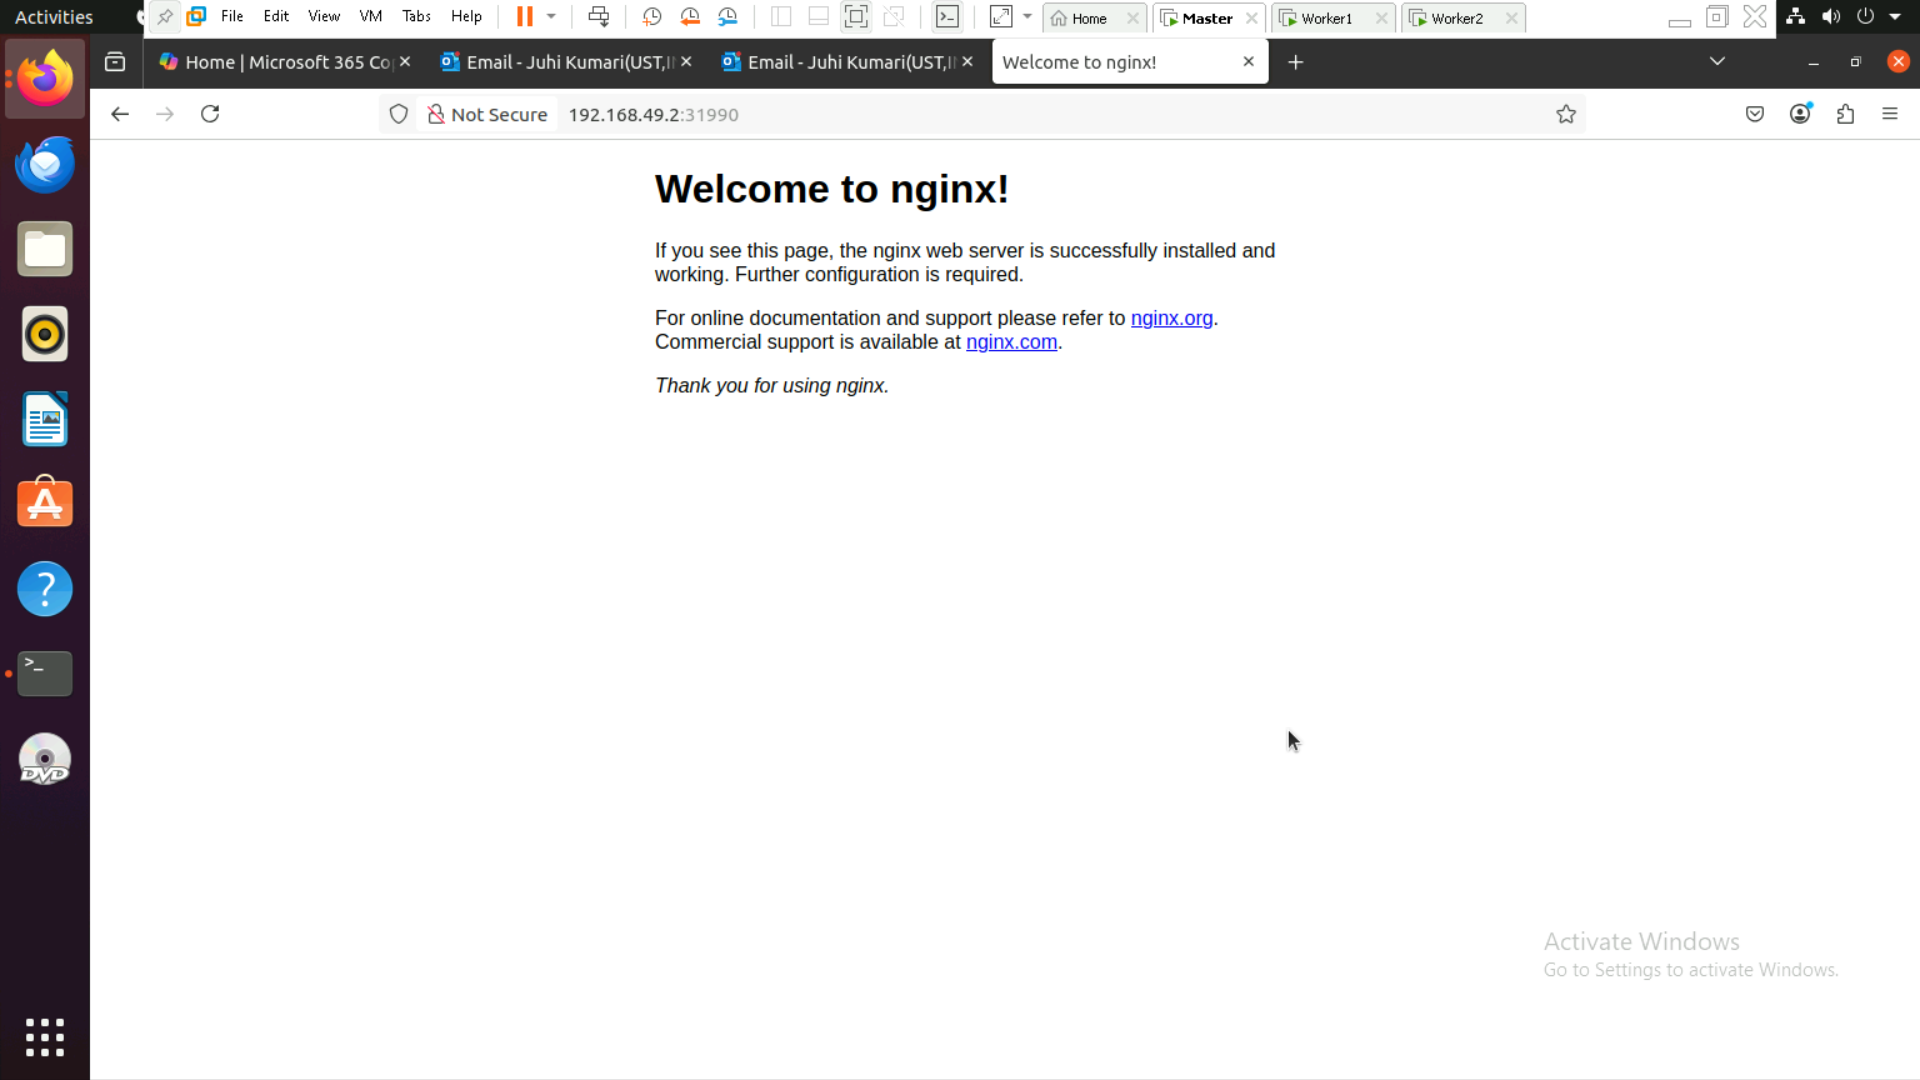 Activities
File Edit View VM Tabs Help
Home
Master
Worker1
Worker2
Home | Microsoft 365 Co
Email - Juhi Kumari(UST,I
Email - Juhi Kumari(UST,I
Welcome to nginx!
Not Secure
192.168.49.2:31990
Welcome to nginx!
If you see this page, the nginx web server is successfully installed and
working. Further configuration is required.
For online documentation and support please refer to nginx.org.
Commercial support is available at nginx.com.
Thank you for using nginx.
DVD
Activate Windows
Go to Settings to activate Windows.